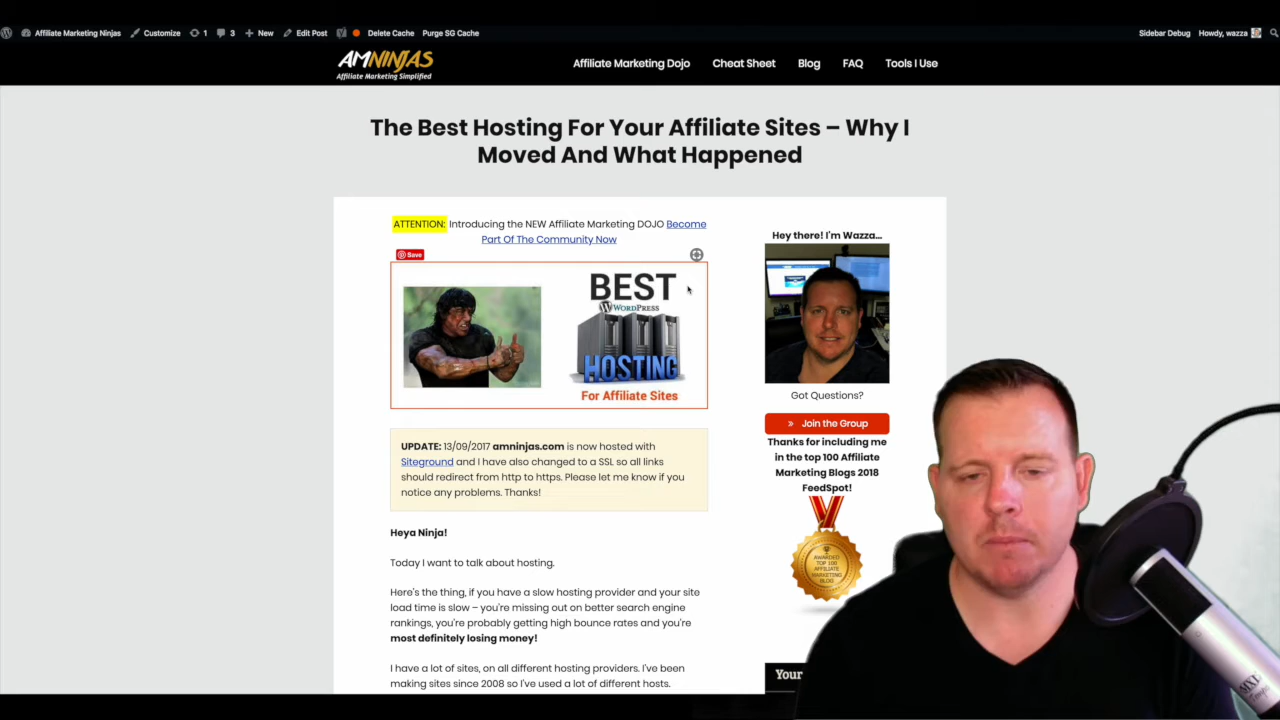 Affiliate Marketing Ninjas Customize 1 3 New Edit Post Delete Cache Purge SG Cache Sidebar Debug Howdy, wazza
AMNINJAS
Affiliate Marketing Simplified
Affiliate Marketing Dojo Cheat Sheet Blog FAQ Tools I Use
The Best Hosting For Your Affiliate Sites – Why I
Moved And What Happened
ATTENTION: Introducing the NEW Affiliate Marketing DOJO Become
Part Of The Community Now
Save
BEST
WORDPRESS
HOSTING
For Affiliate Sites
UPDATE: 13/09/2017 amninjas.com is now hosted with
Siteground and I have also changed to a SSL so all links
should redirect from http to https. Please let me know if you
notice any problems. Thanks!
Heya Ninja!
Today I want to talk about hosting.
Here's the thing, if you have a slow hosting provider and your site
load time is slow – you're missing out on better search engine
rankings, you're probably getting high bounce rates and you're
most definitely losing money!
I have a lot of sites, on all different hosting providers. I've been
making sites since 2008 so I've used a lot of different hosts.
Hey there! I'm Wazza...
Got Questions?
» Join the Group
Thanks for including me
in the top 100 Affiliate
Marketing Blogs 2018
FeedSpot!
AWARDED
TOP 100
AFFILIATE
MARKETING
BLOG
Your
MXL